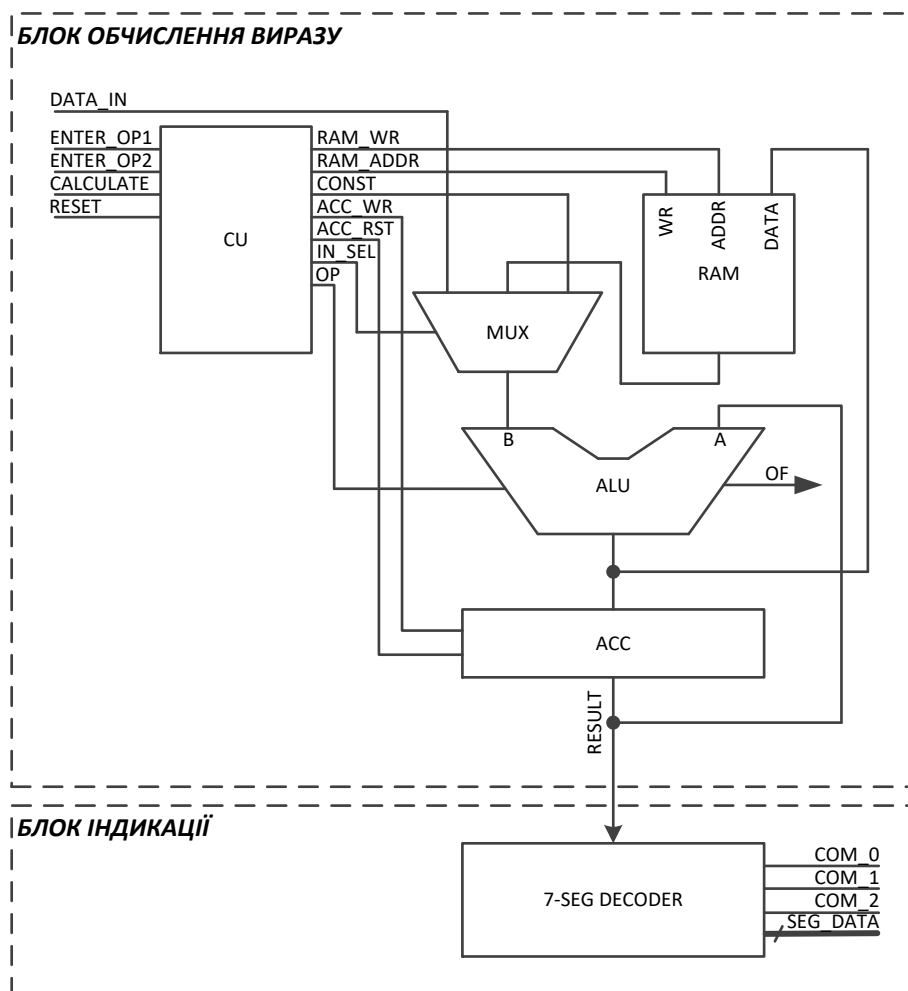 БЛОК ОБЧИСЛЕННЯ ВИРАЗУ
DATA_IN
ENTER_OP1
ENTER_OP2
CALCULATE
RESET
CU
RAM_WR
RAM_ADDR
CONST
ACC_WR
ACC_RST
IN_SEL
OP
WR
ADDR
DATA
RAM
MUX
B
A
ALU
OF
ACC
RESULT
БЛОК ІНДИКАЦІЇ
7-SEG DECODER
COM_0
COM_1
COM_2
SEG_DATA